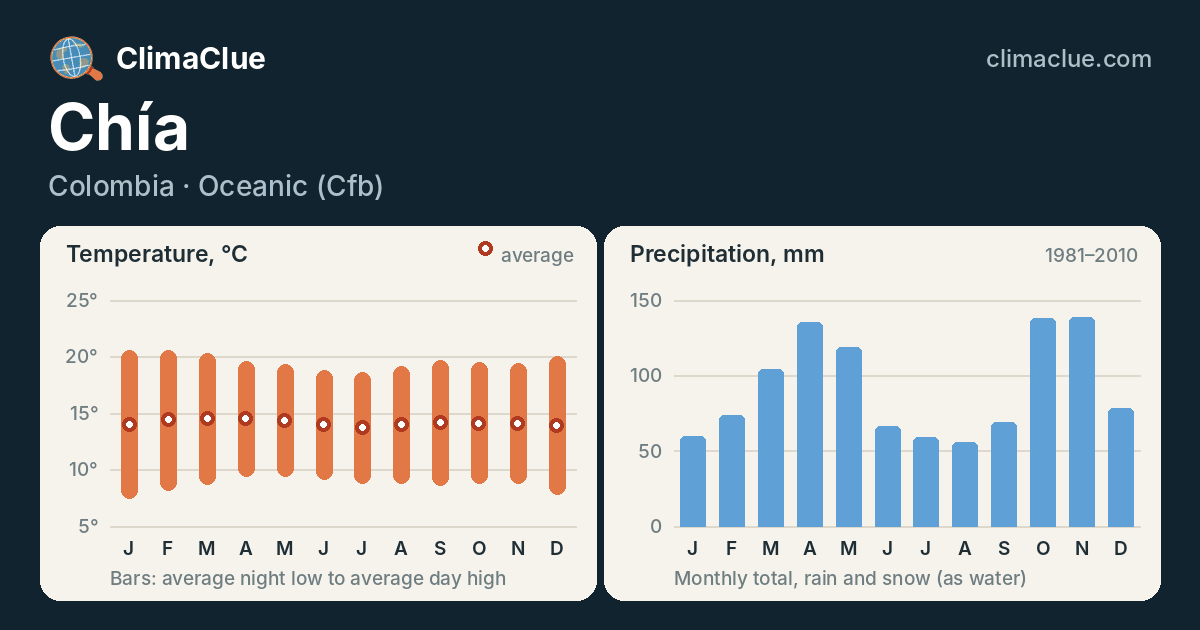 ClimaClue
climaclue.com
Chía
Colombia · Oceanic (Cfb)
Temperature, °C
average
25°
20°
15°
10°
5°
J F M A M J J A S O N D
Bars: average night low to average day high
Precipitation, mm
1981–2010
150
100
50
0
J F M A M J J A S O N D
Monthly total, rain and snow (as water)